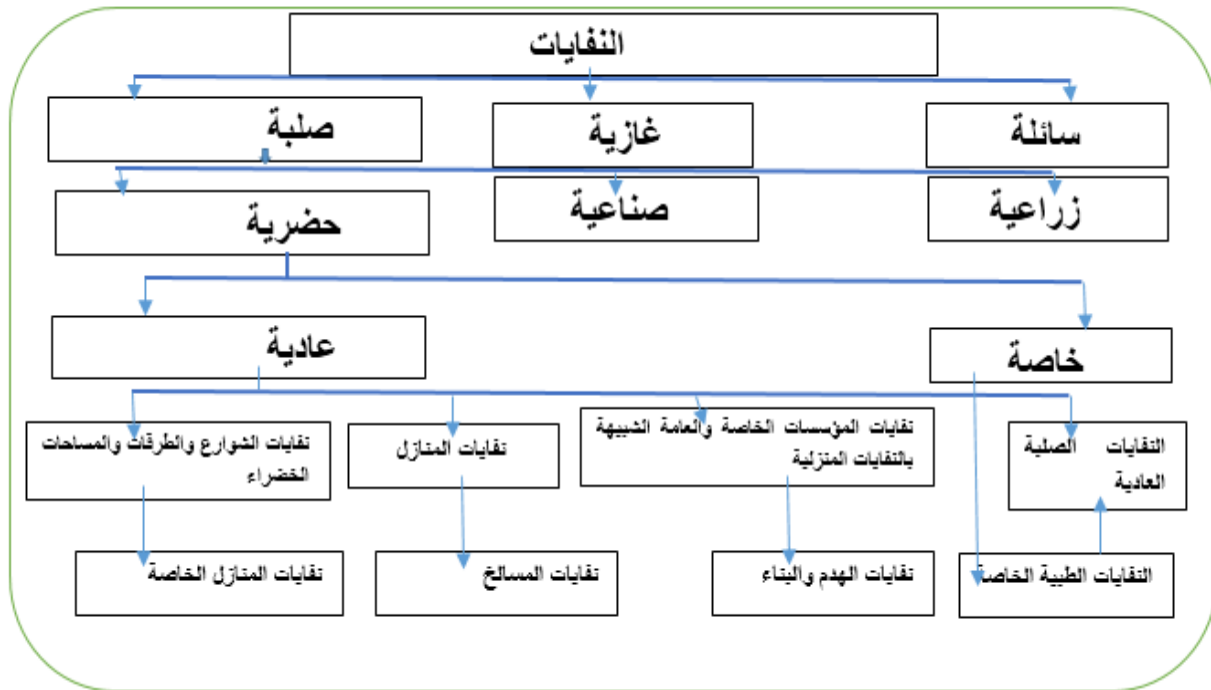 النفايات
سائلة
غازية
صلبة
زراعية
صناعية
حضرية
خاصة
عادية
النفايات الصلبة
العادية
نفايات المؤسسات الخاصة والعامة الشبيهة
بالنفايات المنزلية
نفايات المنازل
نفايات الشوارع والطرقات والمساحات
الخضراء
النفايات الطبية الخاصة
نفايات الهدم والبناء
نفايات المسالخ
نفايات المنازل الخاصة